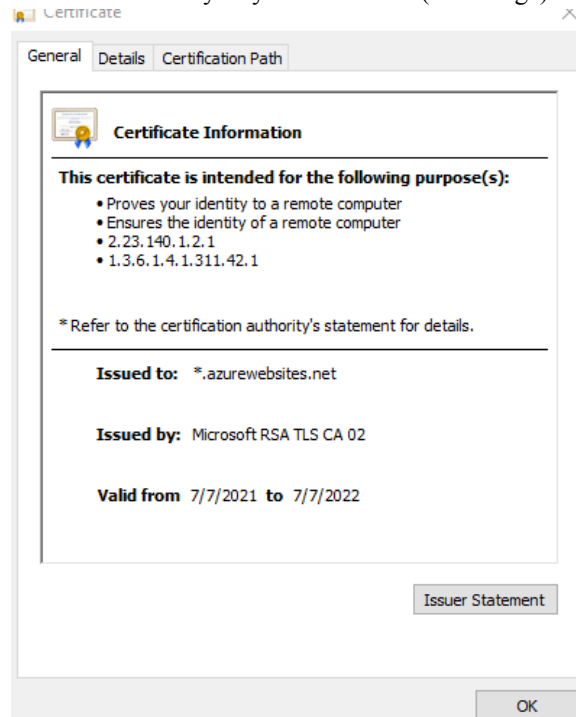 Certificate
General Details Certification Path
Certificate Information
This certificate is intended for the following purpose(s):
• Proves your identity to a remote computer
• Ensures the identity of a remote computer
• 2.23.140.1.2.1
• 1.3.6.1.4.1.311.42.1
* Refer to the certification authority's statement for details.
Issued to: *.azurewebsites.net
Issued by: Microsoft RSA TLS CA 02
Valid from 7/7/2021 to 7/7/2022
Issuer Statement
OK